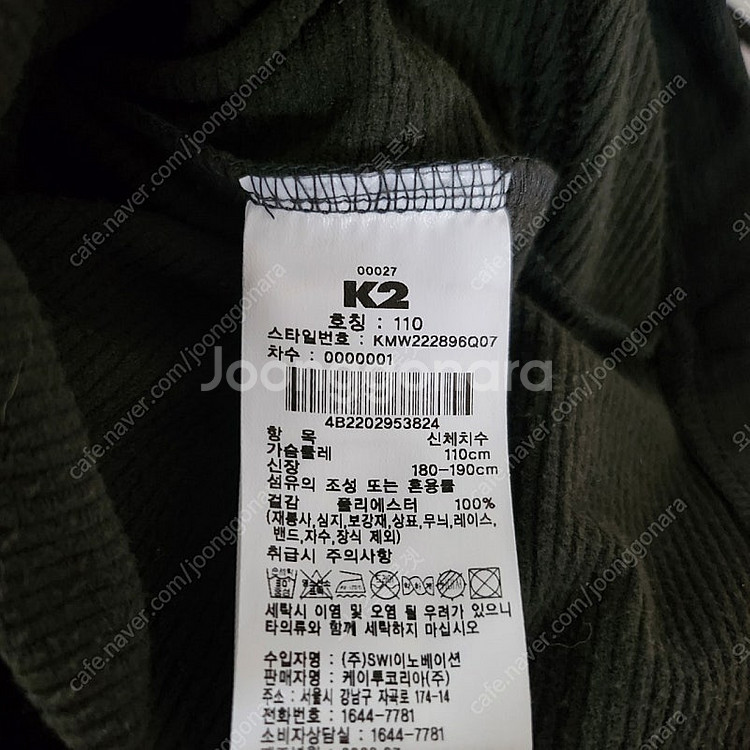 00027
K2
호칭 : 110
스타일번호 : KMW222896Q07
차수 : 0000001
Joonggonara
4B2202953824
항 목 신체치수
가슴둘레 110cm
신장 180-190cm
섬유의 조성 또는 혼용률
겉감 폴리에스터 100%
(재봉사,심지,보강재,상표,무늬,레이스,
밴드,자수,장식 제외)
취급시 주의사항
세탁시 이염 및 오염 될 우려가 있으니
타의류와 함께 세탁하지 마십시오
수입자명 : (주)SWI이노베이션
판매자명 : 케이투코리아(주)
주소 : 서울시 강남구 자곡로 174-14
전화번호 : 1644-7781
소비자상담실 : 1644-7781
cafe.naver.com/joonggonara